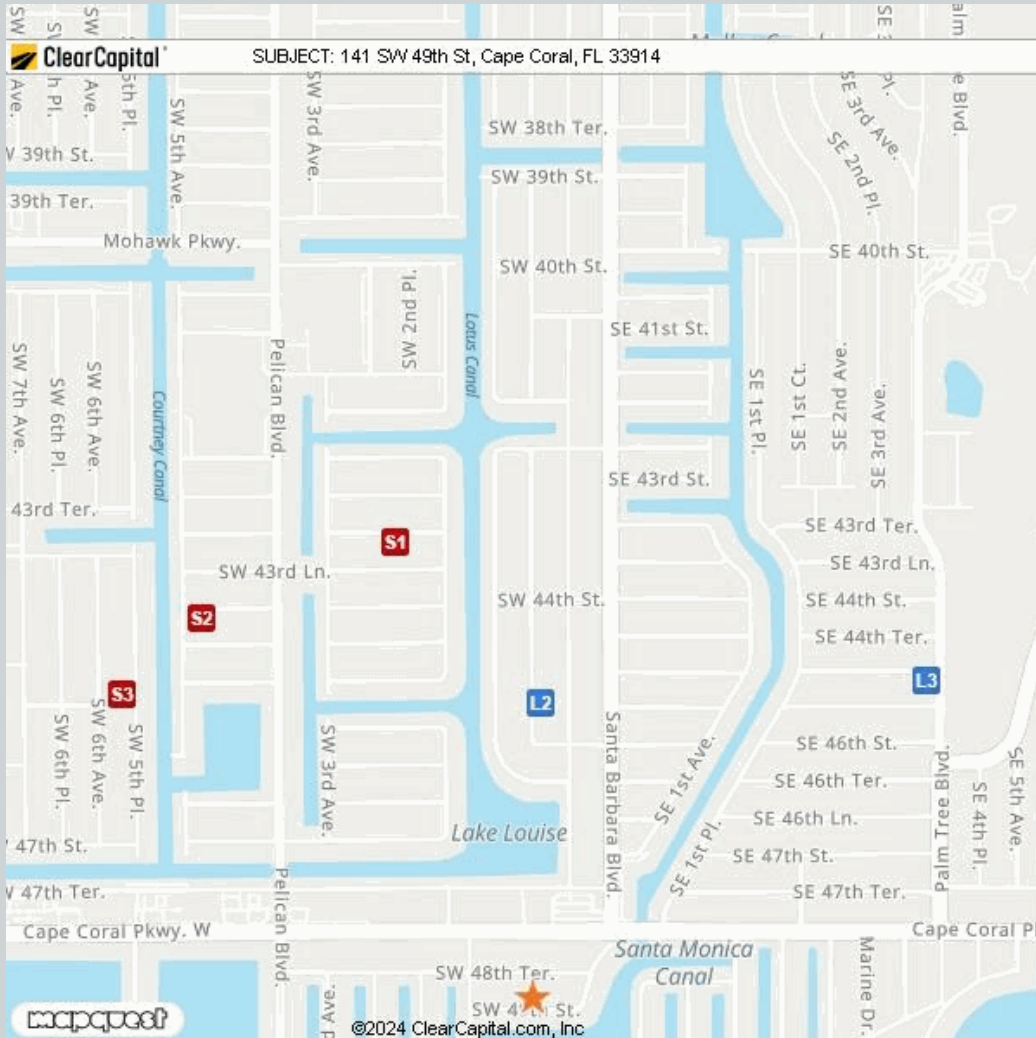 ClearCapital
SUBJECT: 141 SW 49th St, Cape Coral, FL 33914
SW 5th Ave.
SW 3rd Ave.
SW 38th Ter.
SW 39th St.
39th St.
39th Ter.
Mohawk Pkwy.
SE 3rd Ave.
SE 2nd Pl.
Blvd.
SE 40th St.
SW 40th St.
SW 2nd Pl.
Lotus Canal
SE 41st St.
Pelican Blvd.
SW 7th Ave.
SW 6th Pl.
SW 6th Ave.
Courtney Canal
SE 1st Pl.
SE 1st Ct.
SE 2nd Ave.
SE 3rd Ave.
SE 43rd St.
43rd Ter.
SE 43rd Ter.
S1
SE 43rd Ln.
SW 43rd Ln.
SW 44th St.
SE 44th St.
S2
SE 44th Ter.
S3
L2
L3
SW 6th Pl.
SW 6th Ave.
SW 5th Pl.
SW 3rd Ave.
Santa Barbara Blvd.
SE 1st Ave.
SE 1st Pl.
SE 46th St.
SE 46th Ter.
SE 46th Ln.
Palm Tree Blvd.
SE 4th Pl.
SE 5th Ave.
Lake Louise
47th St.
SE 47th St.
47th Ter.
SE 47th Ter.
Pelican Blvd.
Cape Coral Pkwy. W
Cape Coral
Santa Monica
Canal
Marine Dr.
SW 48th Ter.
SW 4 th St.
mapquest
©2024 ClearCapital.com, Inc